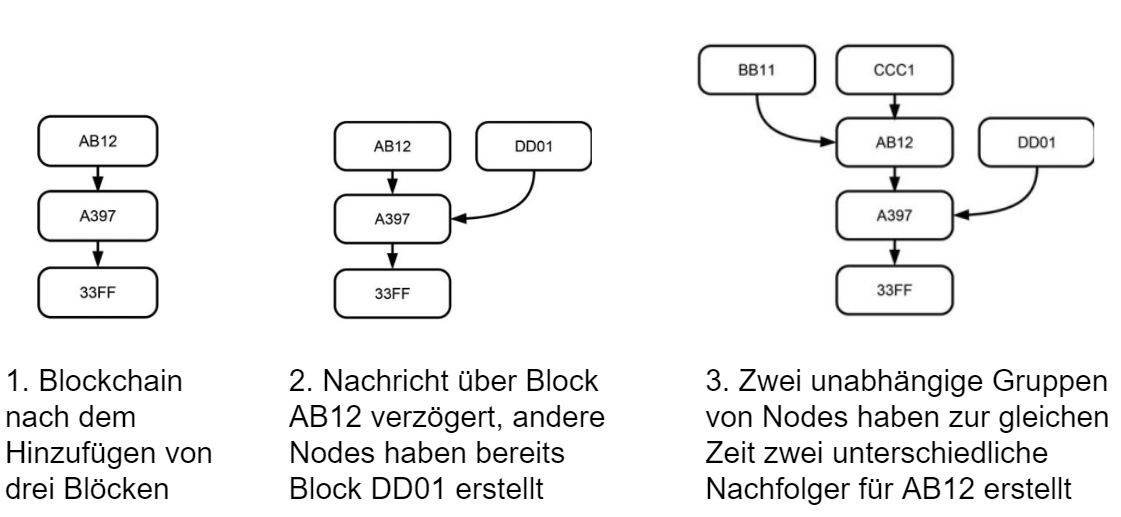 BB11
CCC1
AB12
A397
33FF
AB12
DD01
A397
33FF
AB12
DD01
A397
33FF
1. Blockchain
nach dem
Hinzufügen von
drei Blöcken
2. Nachricht über Block
AB12 verzögert, andere
Nodes haben bereits
Block DD01 erstellt
3. Zwei unabhängige Gruppen
von Nodes haben zur gleichen
Zeit zwei unterschiedliche
Nachfolger für AB12 erstellt